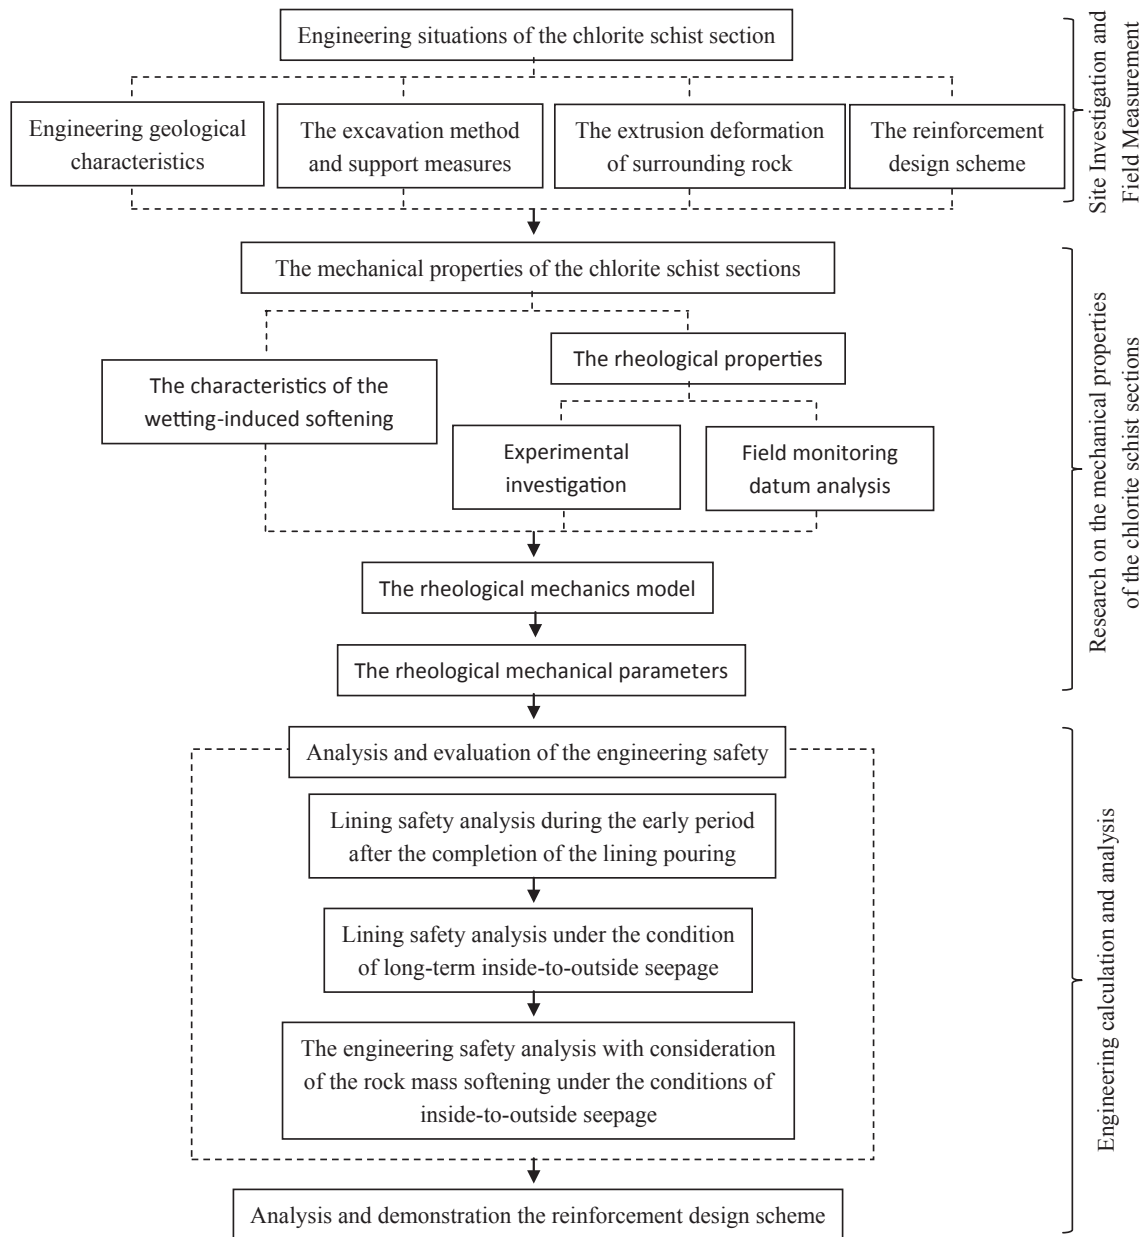 Engineering situations of the chlorite schist section
Engineering geological
characteristics
The excavation method
and support measures
The extrusion deformation
of surrounding rock
The reinforcement
design scheme
Site Investigation and
Field Measurement
The mechanical properties of the chlorite schist sections
The characteristics of the
wetting-induced softening
The rheological properties
Experimental
investigation
Field monitoring
datum analysis
The rheological mechanics model
The rheological mechanical parameters
Research on the mechanical properties
of the chlorite schist sections
Analysis and evaluation of the engineering safety
Lining safety analysis during the early period
after the completion of the lining pouring
Lining safety analysis under the condition
of long-term inside-to-outside seepage
The engineering safety analysis with consideration
of the rock mass softening under the conditions of
inside-to-outside seepage
Analysis and demonstration the reinforcement design scheme
Engineering calculation and analysis